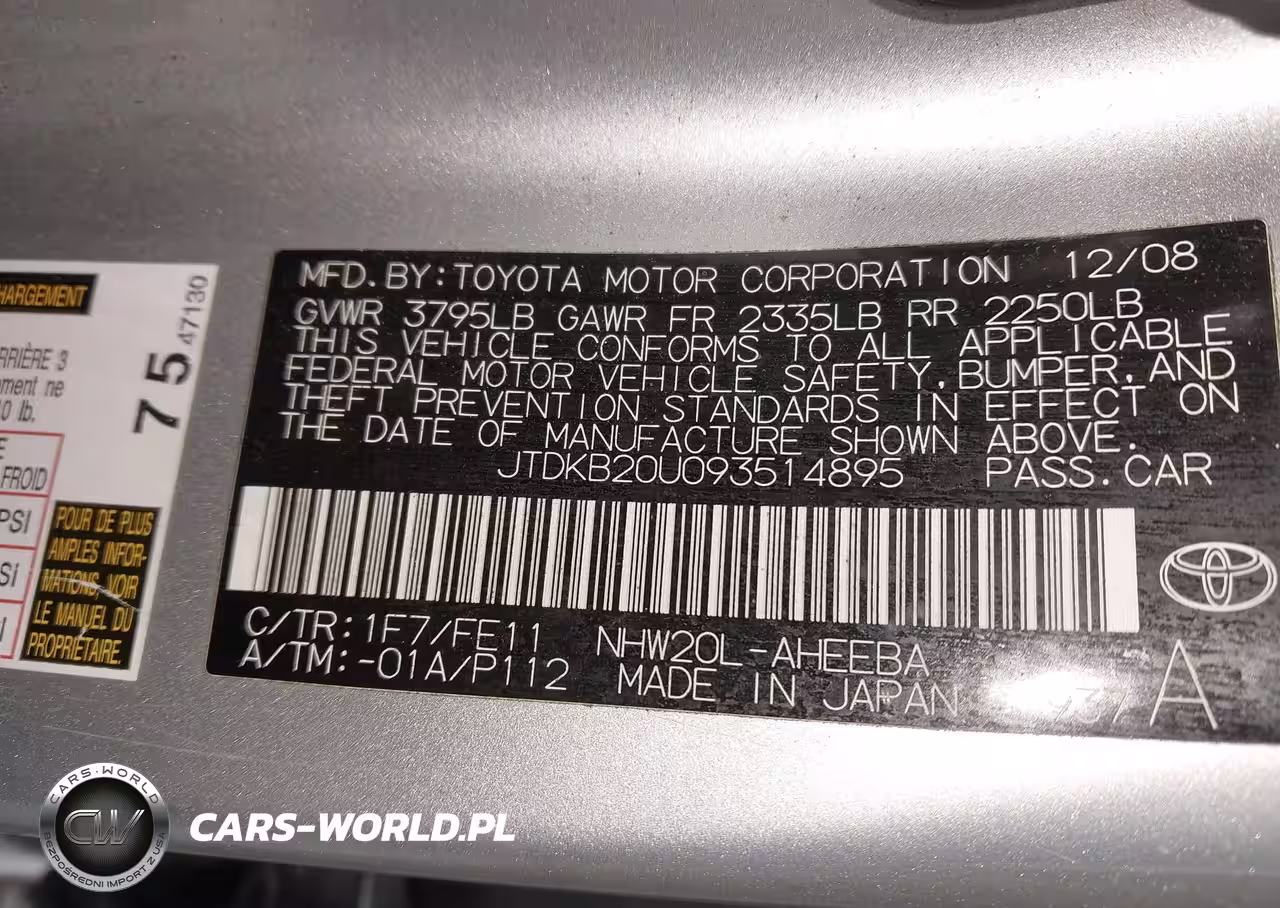 HARGEMENT
RRIÈRE 3
ement ne
0 lb.
75 47130
E
FROID
PSI
POUR DE PLUS
AMPLES INFOR-
MATIONS, VOIR
LE MANUEL DU
PROPRIÉTAIRE.
MFD. BY: TOYOTA MOTOR CORPORATION 12/08
GVWR 3795LB GAWR FR 2335LB RR 2250LB
THIS VEHICLE CONFORMS TO ALL APPLICABLE
FEDERAL MOTOR VEHICLE SAFETY, BUMPER, AND
THEFT PREVENTION STANDARDS IN EFFECT ON
THE DATE OF MANUFACTURE SHOWN ABOVE.
JTDKB20U093514895 PASS. CAR
C/TR: 1F7/FE11 NHW20L-AHEEBA
A/TM: -01A/P112 MADE IN JAPAN A
CARS-WORLD
CW
BEZPOŚREDNI IMPORT Z USA
CARS-WORLD.PL